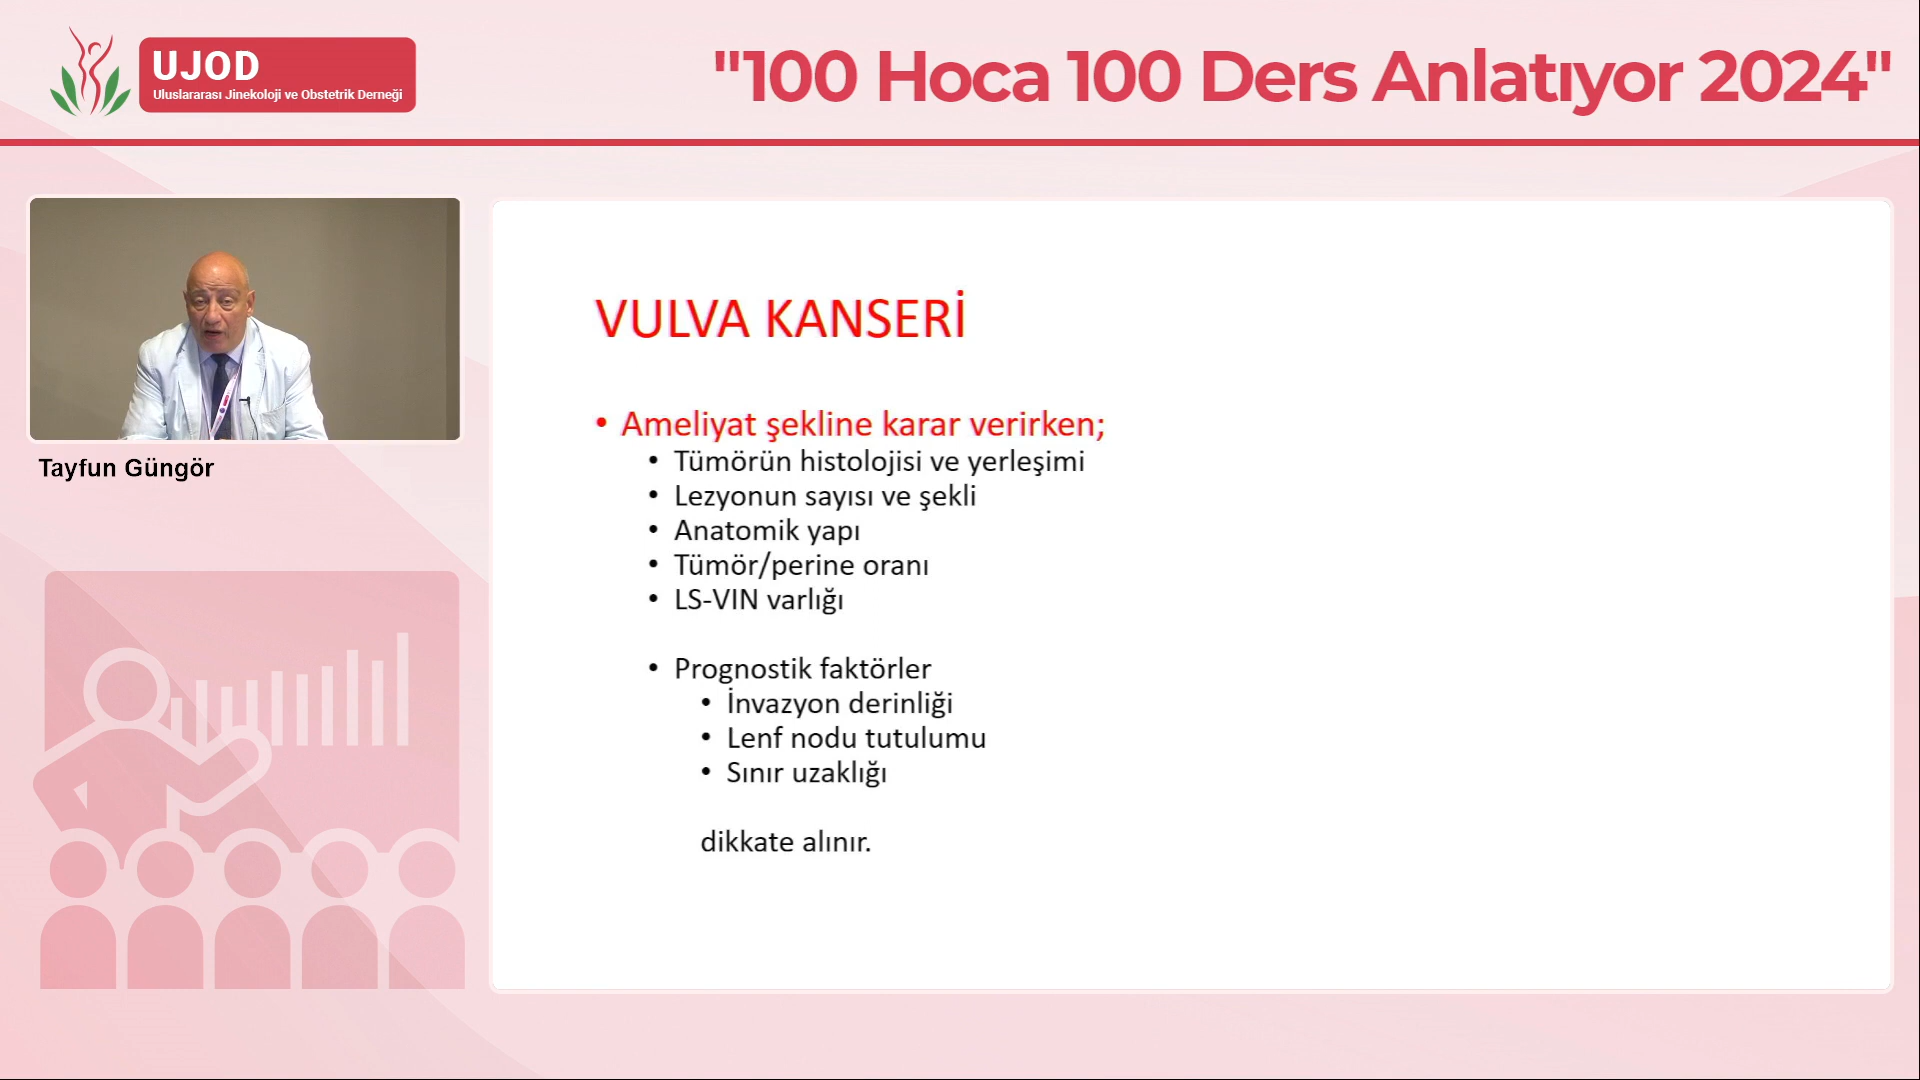 UJOD
Uluslararası Jinekoloji ve Obstetrik Derneği
"100 Hoca 100 Ders Anlatıyor 2024"
Tayfun Güngör
VULVA KANSERİ
• Ameliyat şekline karar verirken;
• Tümörün histolojisi ve yerleşimi
• Lezyonun sayısı ve şekli
• Anatomik yapı
• Tümör/perine oranı
• LS-VIN varlığı
• Prognostik faktörler
• İnvazyon derinliği
• Lenf nodu tutulumu
• Sınır uzaklığı
dikkate alınır.